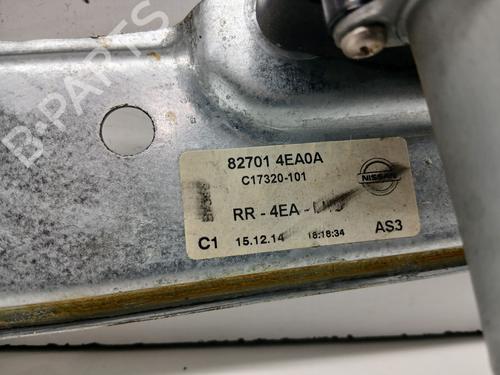 82701 4EA0A
C17320-101
NISSAN
RR - 4EA -
C1 15.12.14 18:18:34 AS3
B-PARTS